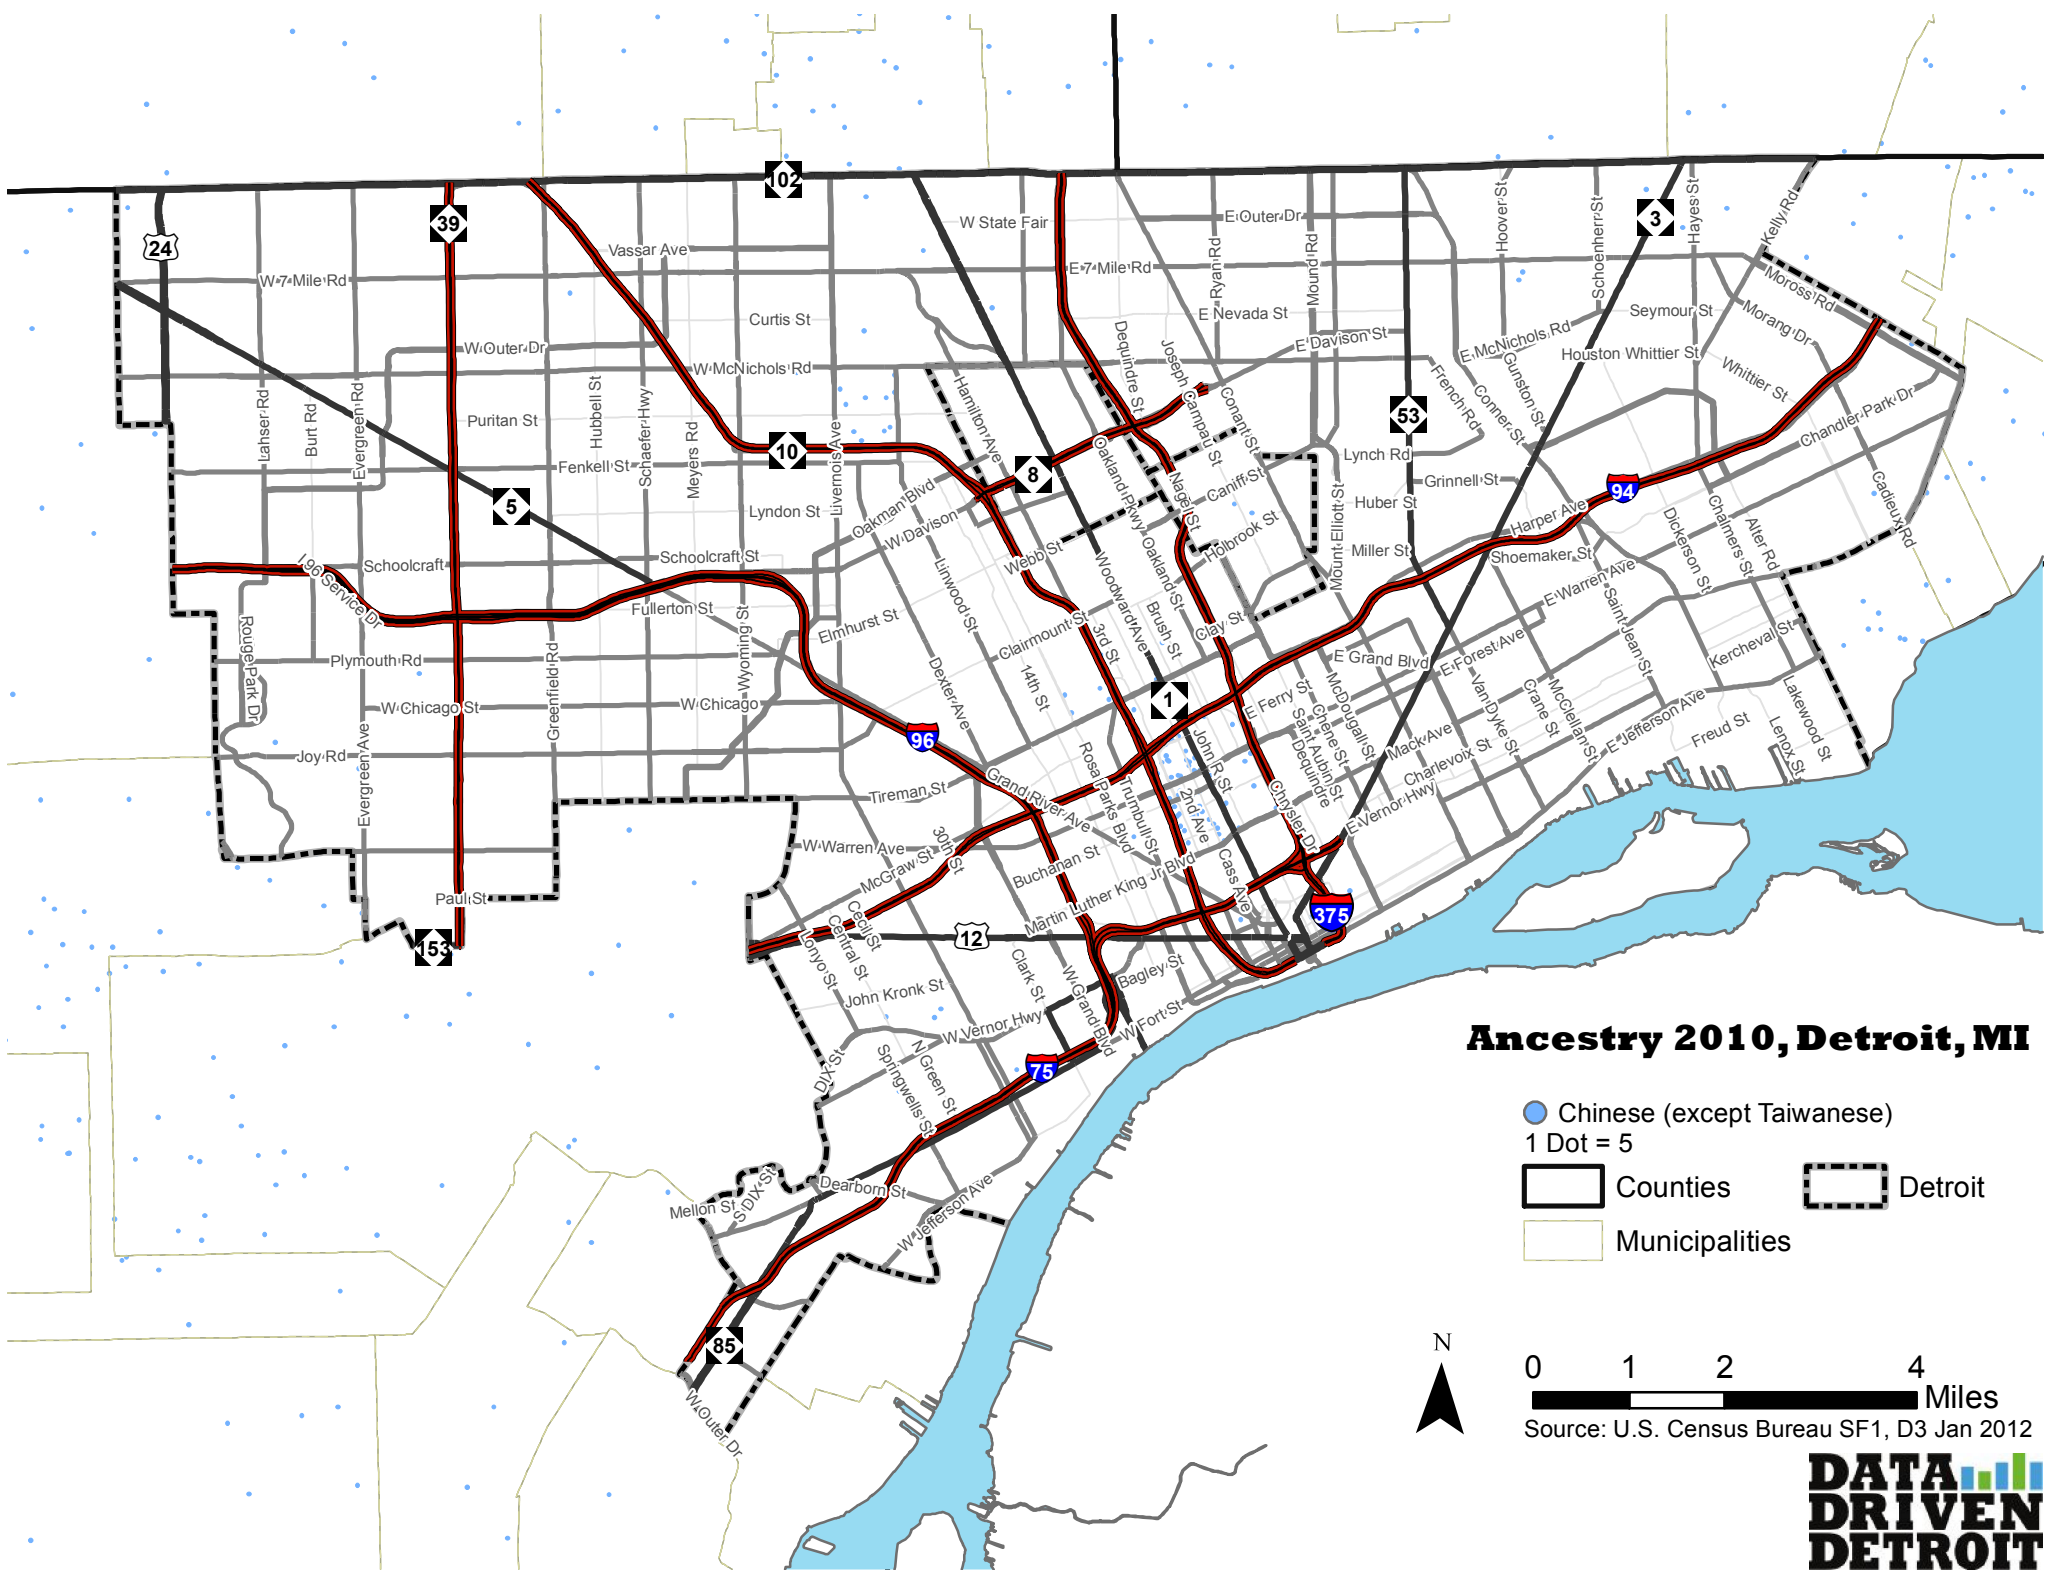 102
39
24
3
W State Fair
E Outer Dr
Hoover St
Schoenherr St
Hayes St
Kelly Rd
Vassar Ave
W 7 Mile Rd
E 7 Mile Rd
Ryan Rd
Mound Rd
Moross Rd
Curtis St
E Nevada St
Seymour St
Morang Dr
W Outer Dr
Dequindre St
Joseph Campau St
E Davison St
E McNichols Rd
Houston Whittier St
W McNichols Rd
Whittier St
Lahser Rd
Burt Rd
Evergreen Rd
Puritan St
Hubbell St
Schaefer Hwy
Meyers Rd
Hamilton Ave
Conant St
French Rd
Conner St
Gunston St
53
Chandler Park Dr
10
Livernois Ave
Fenkell St
8
Oakland Pkwy
Nagel St
Caniff St
Lynch Rd
Grinnell St
94
Cadieux Rd
5
Lyndon St
Oakman Blvd
W Davison
Huber St
Harper Ave
Dickerson St
Chalmers St
Alter Rd
I 96 Service Dr
Schoolcraft
Schoolcraft St
Webb St
Holbrook St
Mount Elliott St
Miller St
Shoemaker St
Linwood St
Woodward Ave
Oakland St
E Warren Ave
Fullerton St
Elmhurst St
Clairmount St
3rd St
Brush St
Clay St
Saint Jean St
Rouge Park Dr
Plymouth Rd
Greenfield Rd
Wyoming St
Dexter Ave
14th St
E Grand Blvd
E Forest Ave
Kercheval St
W Chicago St
W Chicago
1
E Ferry St
McDougall St
Chene St
Saint Aubin St
Dequindre
Van Dyke St
Crane St
McClellan St
E Jefferson Ave
Freud St
Lenox St
Lakewood St
Evergreen Ave
Joy Rd
96
Tireman St
Grand River Ave
Rosa Parks Blvd
Trumbull St
2nd Ave
John R St
Chrysler Dr
Mack Ave
Charlevoix St
E Vernor Hwy
W Warren Ave
McGraw St
30th St
Buchanan St
Martin Luther King Jr Blvd
Cass Ave
Paul St
153
375
12
Lonyo St
Central St
Cecil St
John Kronk St
Clark St
W Grand Blvd
Bagley St
W Fort St
W Vernor Hwy
DIX St
Springwells St
N Green St
75
Mellon St
S DIX St
Dearborn St
W Jefferson Ave
85
W Outer Dr
Ancestry 2010, Detroit, MI
Chinese (except Taiwanese)
1 Dot = 5
Counties
Detroit
Municipalities
N
0 1 2 4
Miles
Source: U.S. Census Bureau SF1, D3 Jan 2012
DATA
DRIVEN
DETROIT